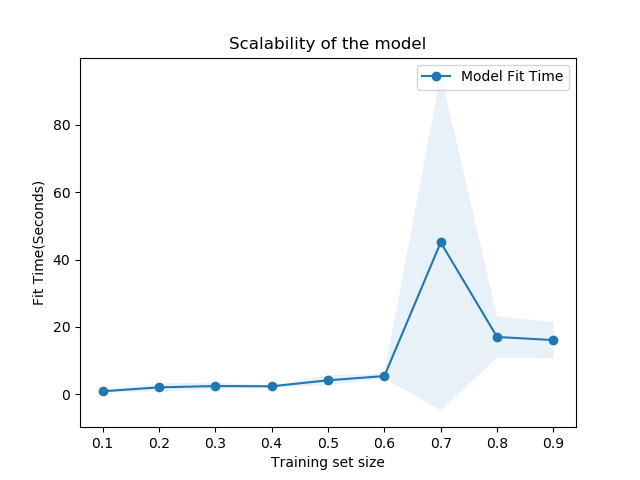 Scalability of the model
Model Fit Time
Fit Time(Seconds)
80
60
40
20
0
0.1 0.2 0.3 0.4 0.5 0.6 0.7 0.8 0.9
Training set size